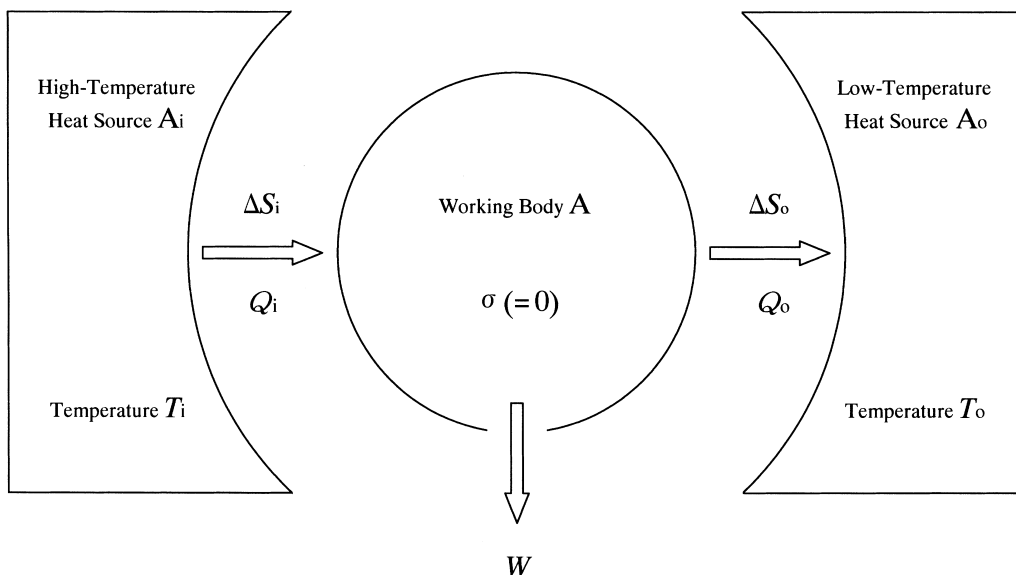 High-Temperature
Heat Source Ai
Temperature Ti
ΔSi
Qi
Working Body A
σ (=0)
W
ΔSo
Qo
Low-Temperature
Heat Source Ao
Temperature To